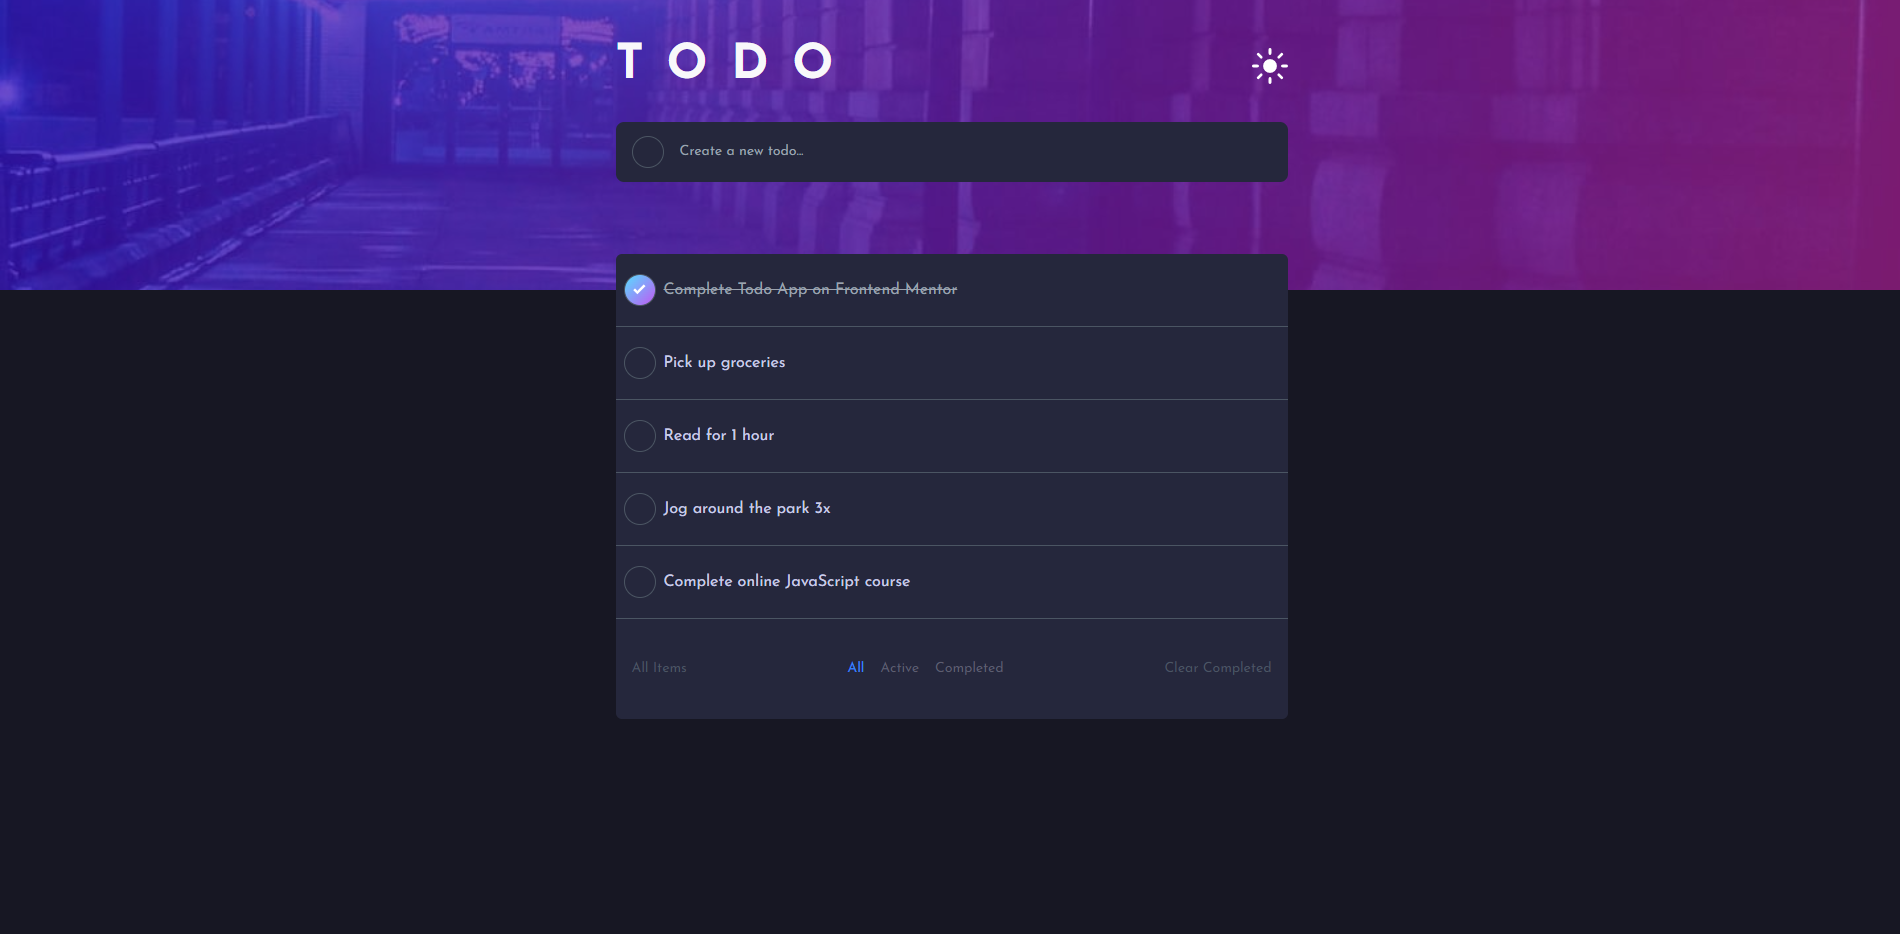 TODO
Create a new todo...
Complete Todo App on Frontend Mentor
Pick up groceries
Read for 1 hour
Jog around the park 3x
Complete online JavaScript course
All Items All Active Completed Clear Completed